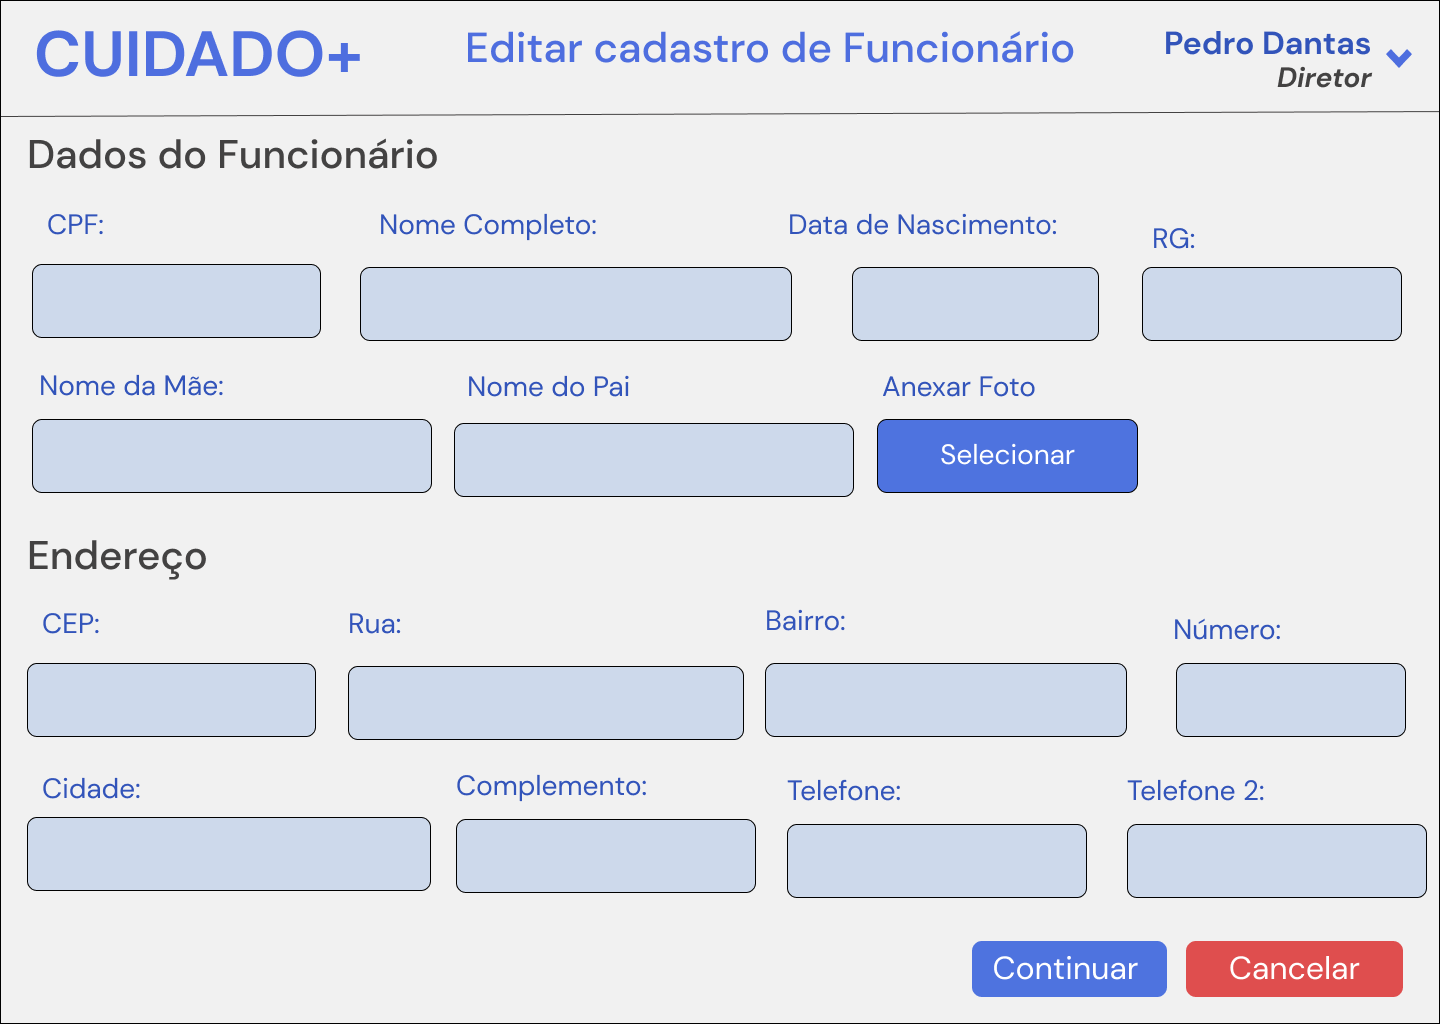 CUIDADO+
Editar cadastro de Funcionário
Pedro Dantas
Diretor
Dados do Funcionário
CPF:
Nome Completo:
Data de Nascimento:
RG:
Nome da Mãe:
Nome do Pai
Anexar Foto
Selecionar
Endereço
CEP:
Rua:
Bairro:
Número:
Cidade:
Complemento:
Telefone:
Telefone 2:
Continuar
Cancelar